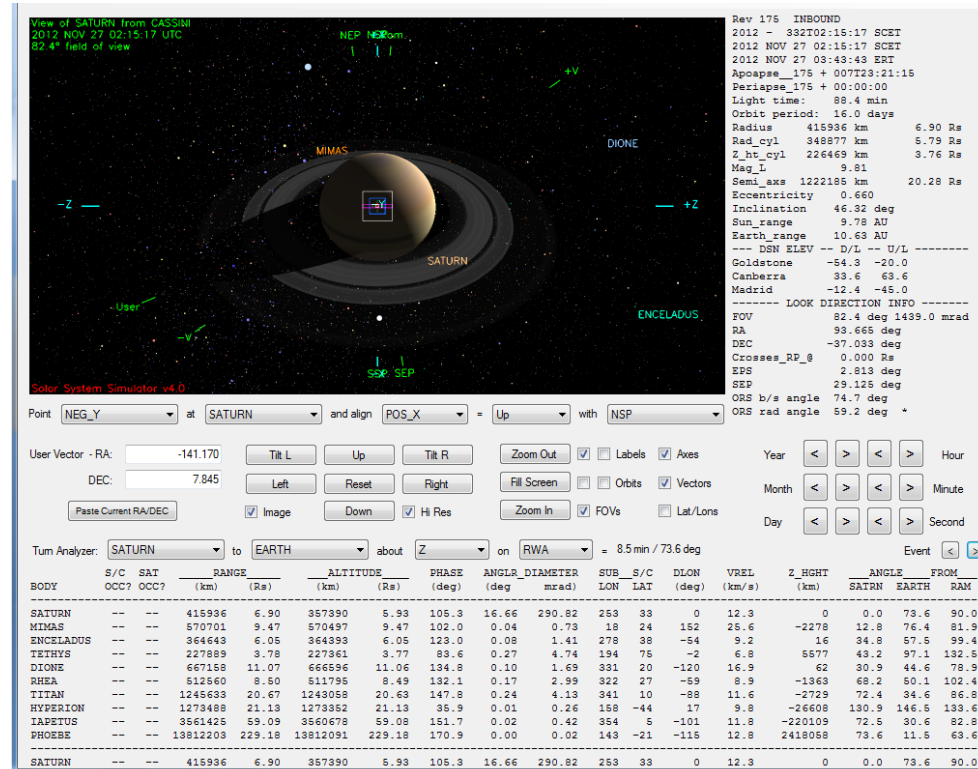 View of SATURN from CASSINI
2012 NOV 27 02:15:17 UTC
82.4° field of view
NEP
+X
+V
MIMAS
DIONE
-Z
-Y
+Z
SATURN
User
ENCELADUS
-V
SEP
Solar System Simulator v4.0
Rev 175 INBOUND
2012 - 332T02:15:17 SCET
2012 NOV 27 02:15:17 SCET
2012 NOV 27 03:43:43 ERT
Apoapse__175 + 007T23:21:15
Periapse_175 + 00:00:00
Light time: 88.4 min
Orbit period: 16.0 days
Radius 415936 km 6.90 Rs
Rad_cyl 348877 km 5.79 Rs
Z_ht_cyl 226469 km 3.76 Rs
Mag_L 9.81
Semi_axs 1222185 km 20.28 Rs
Eccentricity 0.660
Inclination 46.32 deg
Sun_range 9.78 AU
Earth_range 10.63 AU
--- DSN ELEV -- D/L -- U/L --------
Goldstone -54.3 -20.0
Canberra 33.6 63.6
Madrid -12.4 -45.0
------- LOOK DIRECTION INFO -------
FOV 82.4 deg 1439.0 mrad
RA 93.665 deg
DEC -37.033 deg
Crosses_RP_@ 0.000 Rs
EPS 2.813 deg
SEP 29.125 deg
ORS b/s angle 74.7 deg
ORS rad angle 59.2 deg *
Point NEG_Y at SATURN and align POS_X = Up with NSP
User Vector - RA: -141.170 Tilt L Up Tilt R Zoom Out Labels Axes Year < > < > Hour
DEC: 7.845 Left Reset Right Fill Screen Orbits Vectors Month < > < > Minute
Paste Current RA/DEC Image Down Hi Res Zoom In FOVs Lat/Lons Day < > < > Second
Turn Analyzer: SATURN to EARTH about Z on RWA = 8.5 min / 73.6 deg Event < >
S/C SAT ____RANGE____ ___ALTITUDE___ PHASE ANGLR_DIAMETER SUB_S/C DLON VREL Z_HGHT ___ANGLE___FROM___
BODY OCC? OCC? (km) (Rs) (km) (Rs) (deg) (deg mrad) LON LAT (deg) (km/s) (km) SATRN EARTH RAM
SATURN -- -- 415936 6.90 357390 5.93 105.3 16.66 290.82 253 33 0 12.3 0 0.0 73.6 90.0
MIMAS -- -- 570701 9.47 570497 9.47 102.0 0.04 0.73 18 24 152 25.6 -2278 12.8 76.4 81.9
ENCELADUS -- -- 364643 6.05 364393 6.05 123.0 0.08 1.41 278 38 -54 9.2 16 34.8 57.5 99.4
TETHYS -- -- 227889 3.78 227361 3.77 83.6 0.27 4.74 194 75 -2 6.8 5577 43.2 97.1 132.5
DIONE -- -- 667158 11.07 666596 11.06 134.8 0.10 1.69 331 20 -120 16.9 62 30.9 44.6 78.9
RHEA -- -- 512560 8.50 511795 8.49 132.1 0.17 2.99 322 27 -59 8.9 -1363 68.2 50.1 102.4
TITAN -- -- 1245633 20.67 1243058 20.63 147.8 0.24 4.13 341 10 -88 11.6 -2729 72.4 34.6 86.8
HYPERION -- -- 1273488 21.13 1273352 21.13 35.9 0.01 0.26 158 -44 17 9.8 -26608 130.9 146.5 133.6
IAPETUS -- -- 3561425 59.09 3560678 59.08 151.7 0.02 0.42 354 5 -101 11.8 -220109 72.5 30.6 82.8
PHOEBE -- -- 13812203 229.18 13812091 229.18 170.9 0.00 0.02 143 -21 -115 12.8 2418058 73.6 11.5 63.6
SATURN -- -- 415936 6.90 357390 5.93 105.3 16.66 290.82 253 33 0 12.3 0 0.0 73.6 90.0